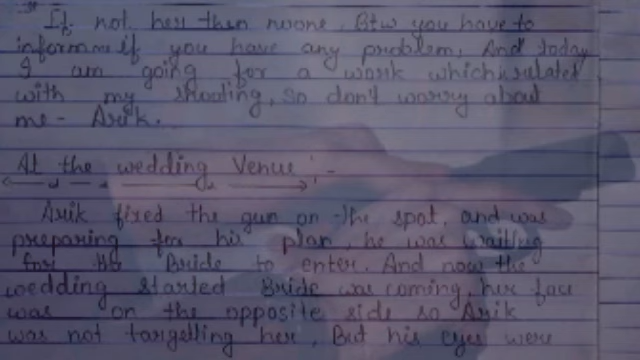 If not her then noone. Btw you have to
inform me if you have any problem, And today
I am going for a work which is related
with my shooting, so don't worry about
me - Arik.
At the wedding Venue :-
Arik fixed the gun on the spot, and was
preparing for his plan, he was waiting
for the Bride to enter. And now the
wedding started Bride was coming, her face
was on the opposite side so Arik
was not targetting her, But his eyes were